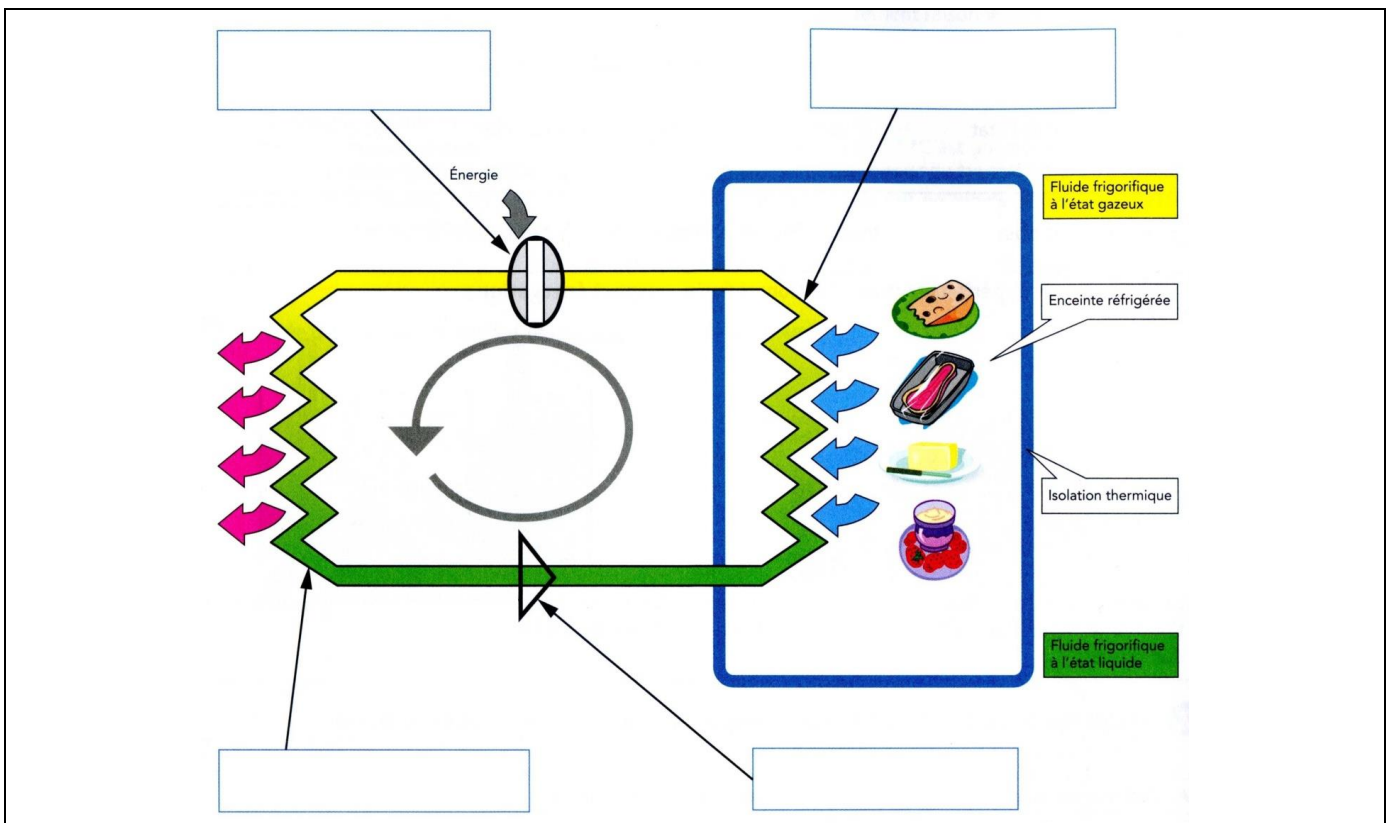 Énergie
Fluide frigorifique
à l'état gazeux
Enceinte réfrigérée
Isolation thermique
Fluide frigorifique
à l'état liquide